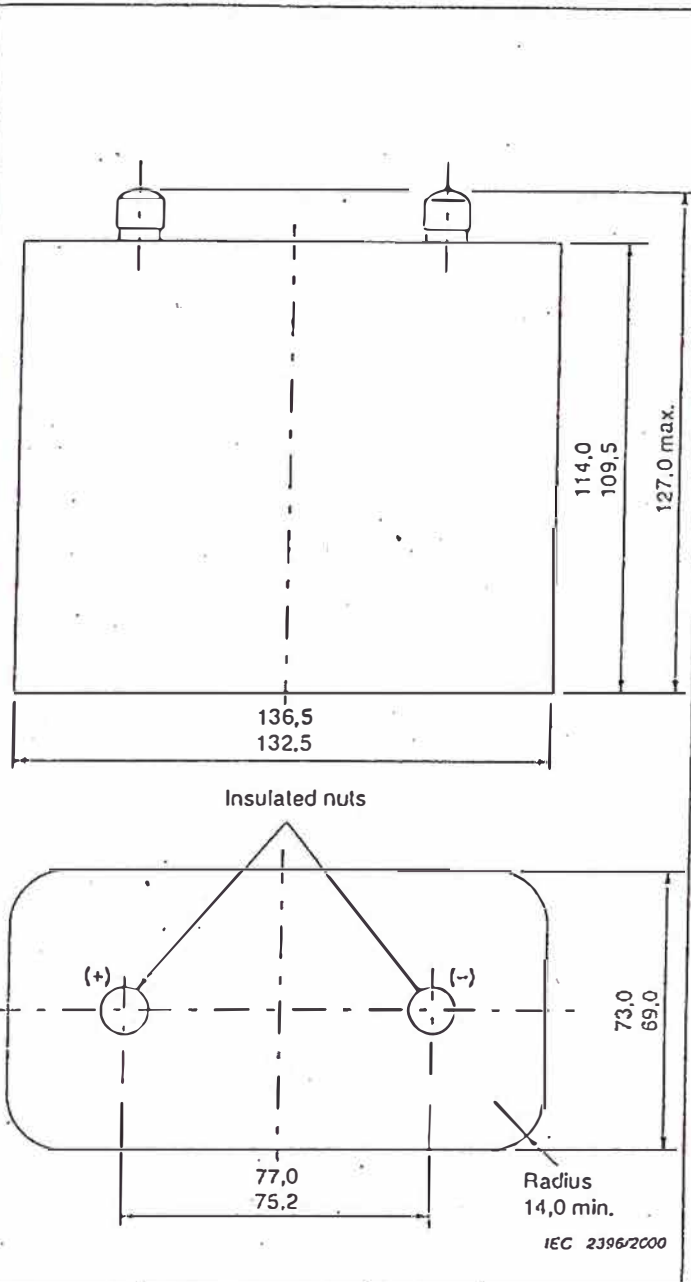 114,0
109,5
127,0 max.
136,5
132,5
Insulated nuts
(+)
(-)
73,0
69,0
77,0
75,2
Radius
14,0 min.
IEC 2396/2000